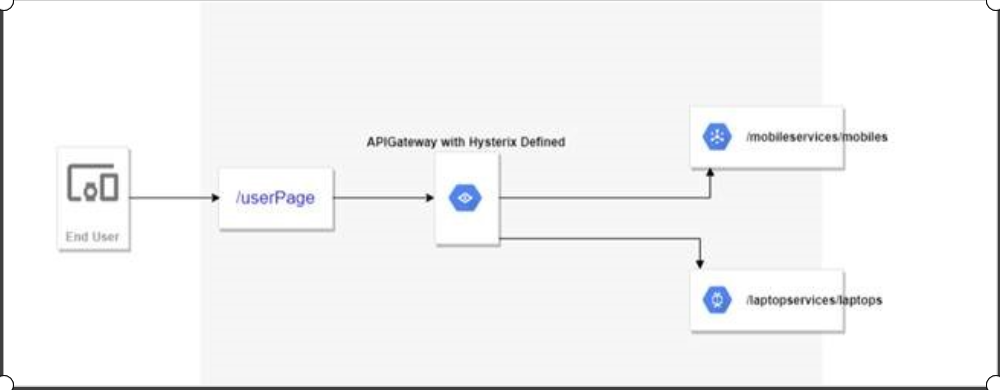 APIGateway with Hysterix Defined
/mobileservices/mobiles
/userPage
End User
/laptopservices/laptops